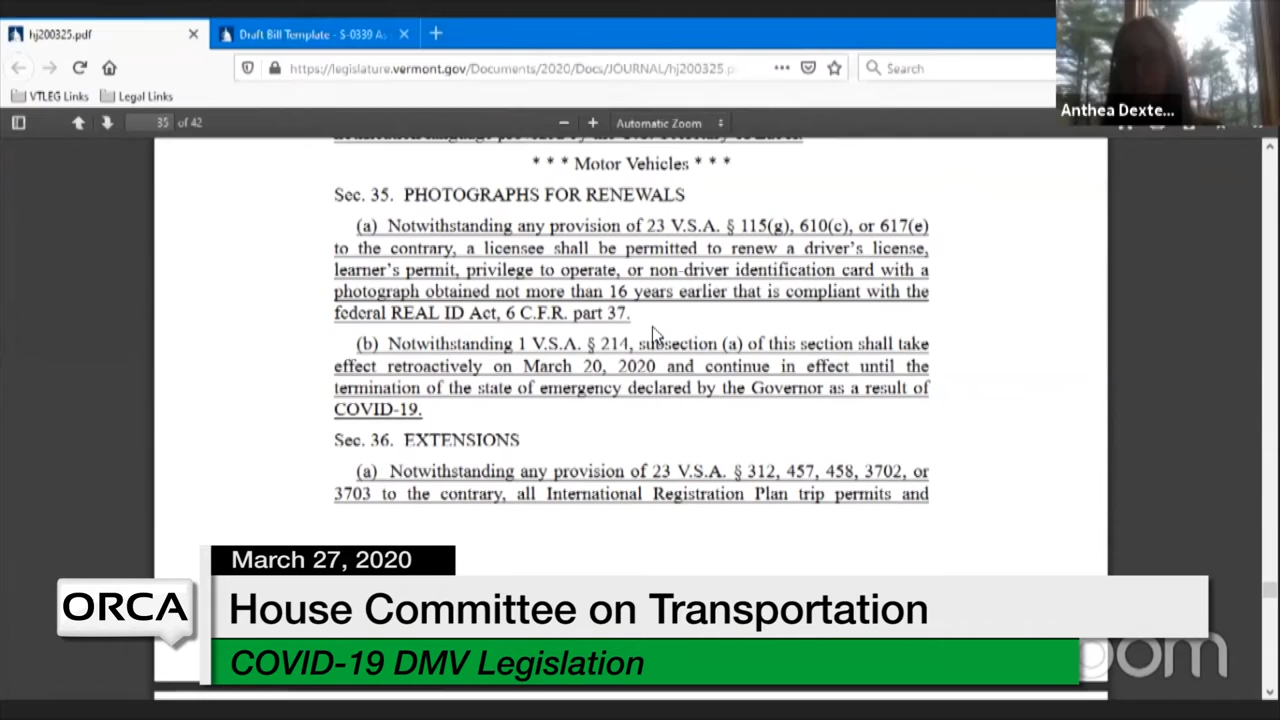 hj200325.pdf
Draft Bill Template - S-0339 As
https://legislature.vermont.gov/Documents/2020/Docs/JOURNAL/hj200325.p
Search
VTLEG Links
Legal Links
35 of 42
Automatic Zoom
Anthea Dexte...
* * * Motor Vehicles * * *
Sec. 35. PHOTOGRAPHS FOR RENEWALS
(a) Notwithstanding any provision of 23 V.S.A. § 115(g), 610(c), or 617(e)
to the contrary, a licensee shall be permitted to renew a driver's license,
learner's permit, privilege to operate, or non-driver identification card with a
photograph obtained not more than 16 years earlier that is compliant with the
federal REAL ID Act, 6 C.F.R. part 37.
(b) Notwithstanding 1 V.S.A. § 214, subsection (a) of this section shall take
effect retroactively on March 20, 2020 and continue in effect until the
termination of the state of emergency declared by the Governor as a result of
COVID-19.
Sec. 36. EXTENSIONS
(a) Notwithstanding any provision of 23 V.S.A. § 312, 457, 458, 3702, or
3703 to the contrary, all International Registration Plan trip permits and
March 27, 2020
ORCA
House Committee on Transportation
COVID-19 DMV Legislation